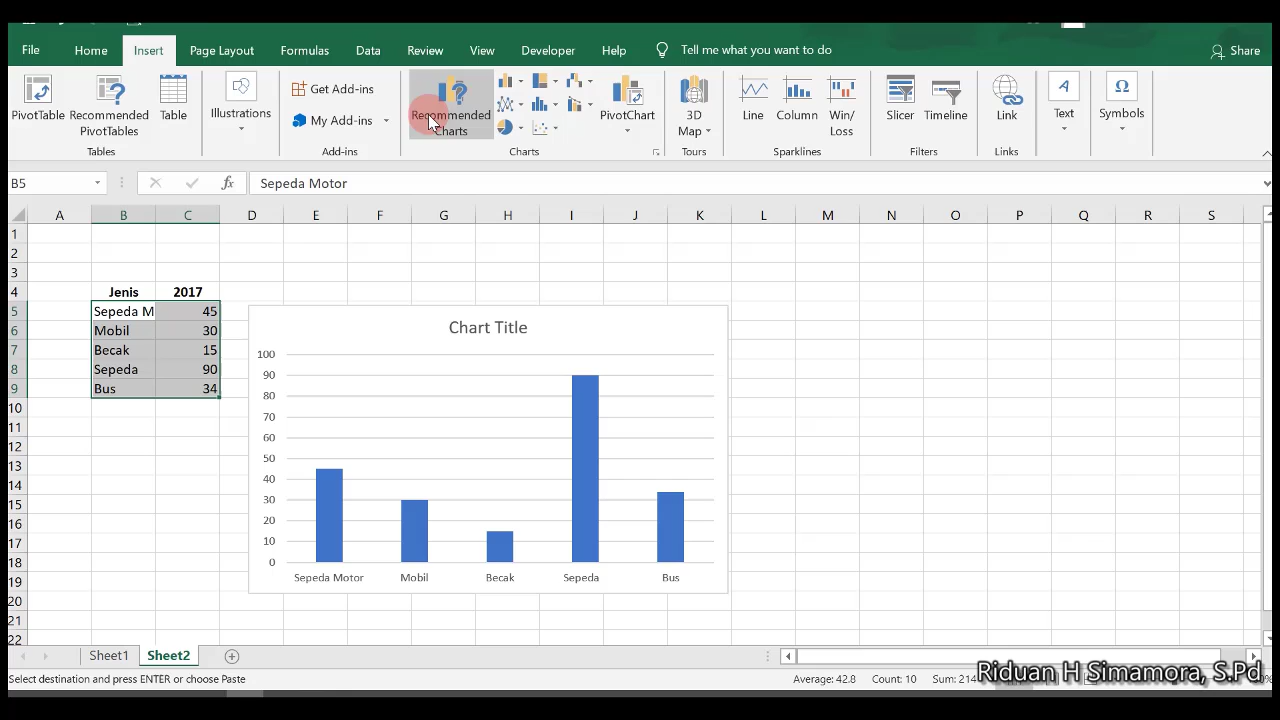 File Home Insert Page Layout Formulas Data Review View Developer Help Tell me what you want to do Share
PivotTable Recommended PivotTables Table Illustrations Get Add-ins My Add-ins Recommended Charts PivotChart 3D Map Line Column Win/Loss Slicer Timeline Link Text Symbols
Tables Add-ins Charts Tours Sparklines Filters Links
B5 fx Sepeda Motor
A B C D E F G H I J K L M N O P Q R S
1
2
3
4 Jenis 2017
5 Sepeda M 45
6 Mobil 30
7 Becak 15
8 Sepeda 90
9 Bus 34
10
11
12
13
14
15
16
17
18
19
20
21
22
Chart Title
100
90
80
70
60
50
40
30
20
10
0
Sepeda Motor Mobil Becak Sepeda Bus
Sheet1 Sheet2
Select destination and press ENTER or choose Paste Average: 42.8 Count: 10 Sum: 214
Riduan H Simamora, S.Pd